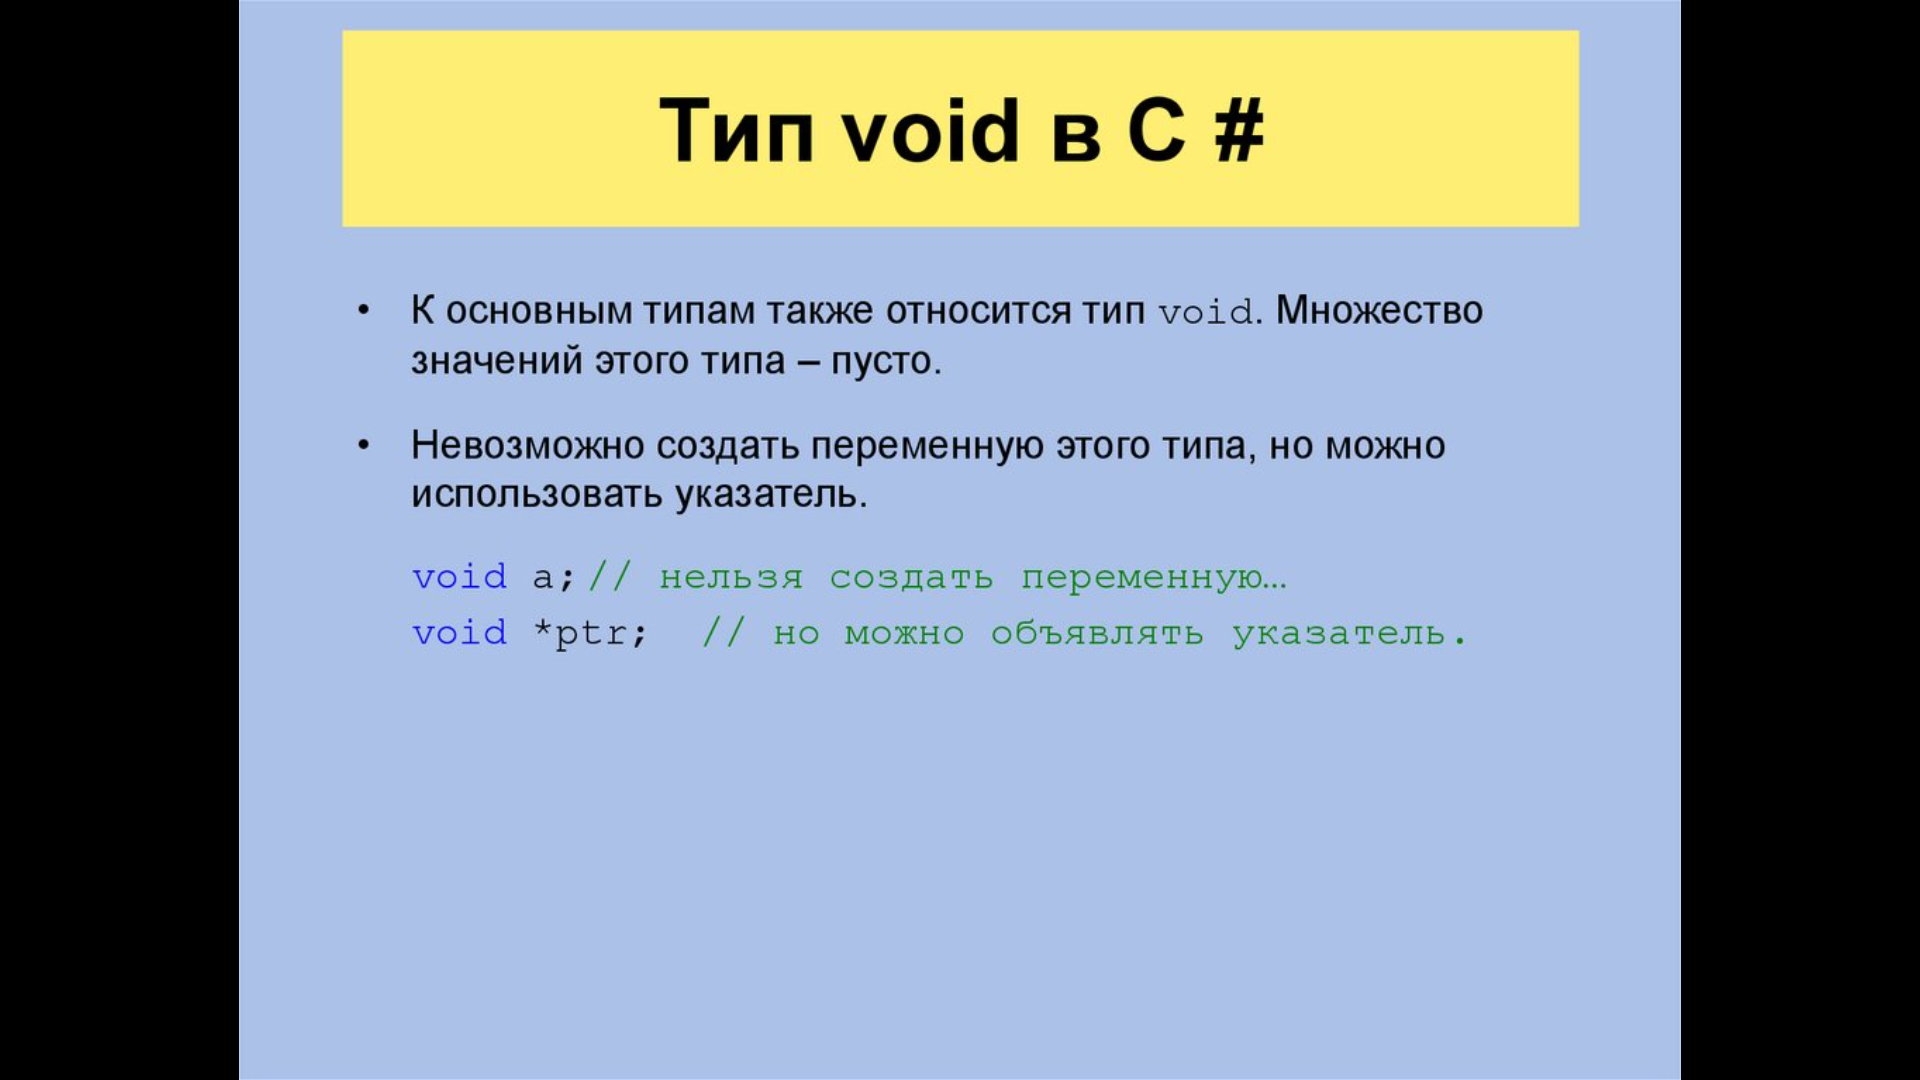 Тип void в C #
• К основным типам также относится тип void. Множество
значений этого типа – пусто.
• Невозможно создать переменную этого типа, но можно
использовать указатель.
void a; // нельзя создать переменную…
void *ptr; // но можно объявлять указатель.